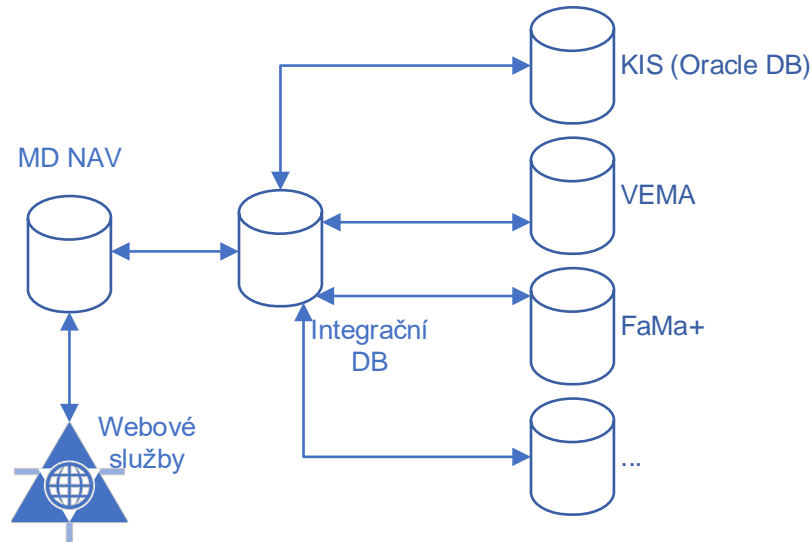 KIS (Oracle DB)
MD NAV
VEMA
Integrační
DB
FaMa+
Webové
služby
...